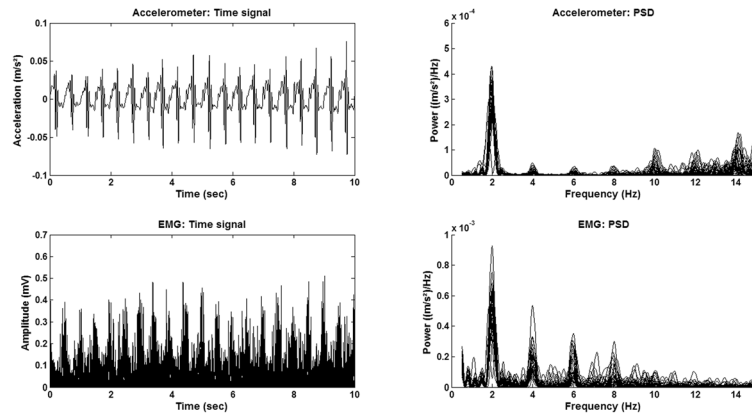 Accelerometer: Time signal
0.1
0.05
0
-0.05
-0.1
Acceleration (m/s²)
0 2 4 6 8 10
Time (sec)
Accelerometer: PSD
x 10⁻⁴
6
5
4
3
2
1
0
Power ((m/s²)/Hz)
0 2 4 6 8 10 12 14
Frequency (Hz)
EMG: Time signal
0.7
0.6
0.5
0.4
0.3
0.2
0.1
0
Amplitude (mV)
0 2 4 6 8 10
Time (sec)
EMG: PSD
x 10⁻³
1
0.8
0.6
0.4
0.2
0
Power ((m/s²)/Hz)
0 2 4 6 8 10 12 14
Frequency (Hz)